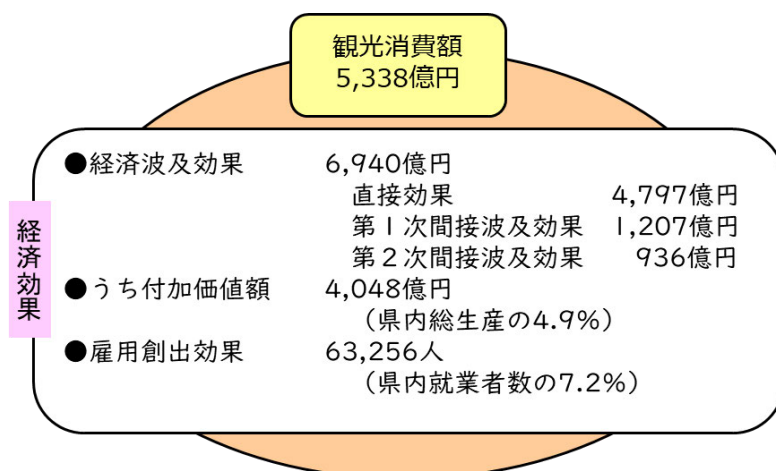 観光消費額
5,338億円
経済効果
●経済波及効果 6,940億円
直接効果 4,797億円
第1次間接波及効果 1,207億円
第2次間接波及効果 936億円
●うち付加価値額 4,048億円
（県内総生産の4.9%）
●雇用創出効果 63,256人
（県内就業者数の7.2%）